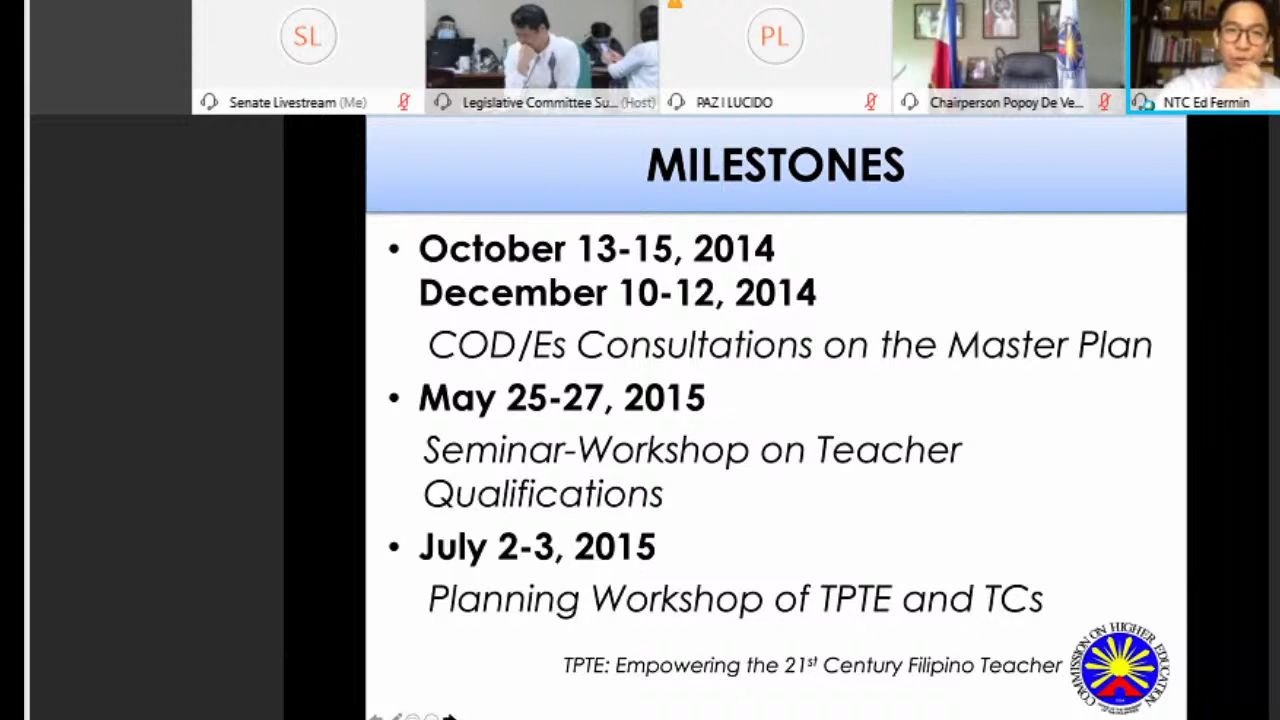 SL
PL
Senate Livestream (Me)
Legislative Committee Su... (Host)
PAZ I LUCIDO
Chairperson Popoy De Ve...
NTC Ed Fermin
MILESTONES
• October 13-15, 2014
December 10-12, 2014
COD/Es Consultations on the Master Plan
• May 25-27, 2015
Seminar-Workshop on Teacher
Qualifications
• July 2-3, 2015
Planning Workshop of TPTE and TCs
TPTE: Empowering the 21st Century Filipino Teacher
COMMISSION ON HIGHER EDUCATION